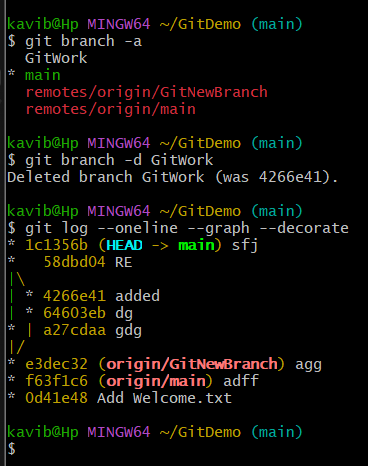 kavib@Hp MINGW64 ~/GitDemo (main)
$ git branch -a
  GitWork
* main
  remotes/origin/GitNewBranch
  remotes/origin/main

kavib@Hp MINGW64 ~/GitDemo (main)
$ git branch -d GitWork
Deleted branch GitWork (was 4266e41).

kavib@Hp MINGW64 ~/GitDemo (main)
$ git log --oneline --graph --decorate
* 1c1356b (HEAD -> main) sfj
*   58dbd04 RE
|\
| * 4266e41 added
| * 64603eb dg
* | a27cdaa gdg
|/
* e3dec32 (origin/GitNewBranch) agg
* f63f1c6 (origin/main) adff
* 0d41e48 Add Welcome.txt

kavib@Hp MINGW64 ~/GitDemo (main)
$